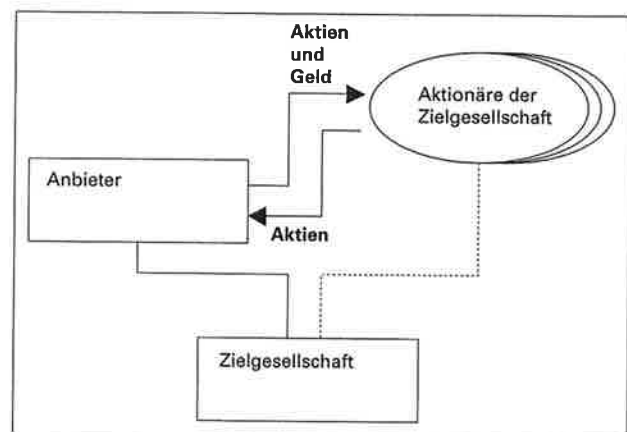 Aktien
und
Geld
Aktionäre der
Zielgesellschaft
Anbieter
Aktien
Zielgesellschaft